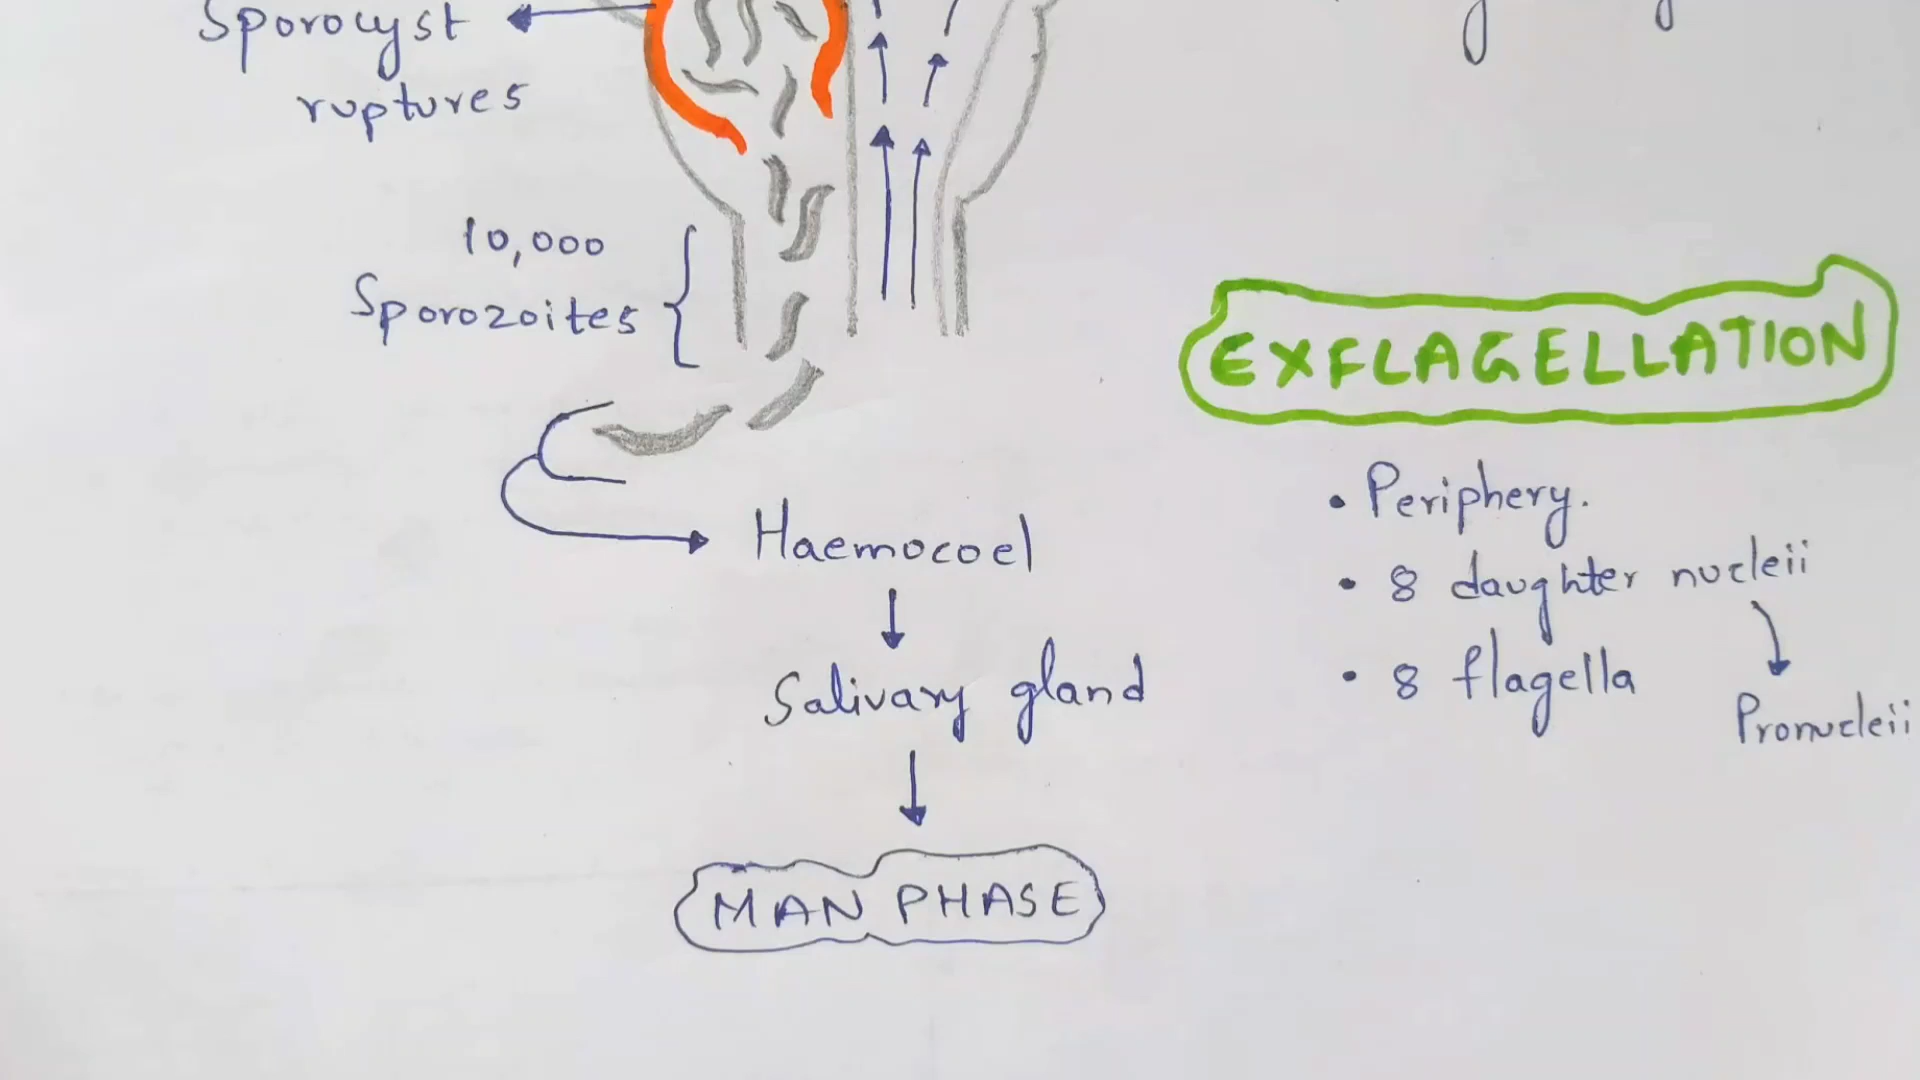 Sporocyst
ruptures
10,000
Sporozoites
Haemocoel
Salivary gland
MAN PHASE
EXFLAGELLATION
• Periphery.
• 8 daughter nucleii
• 8 flagella
Pronucleii